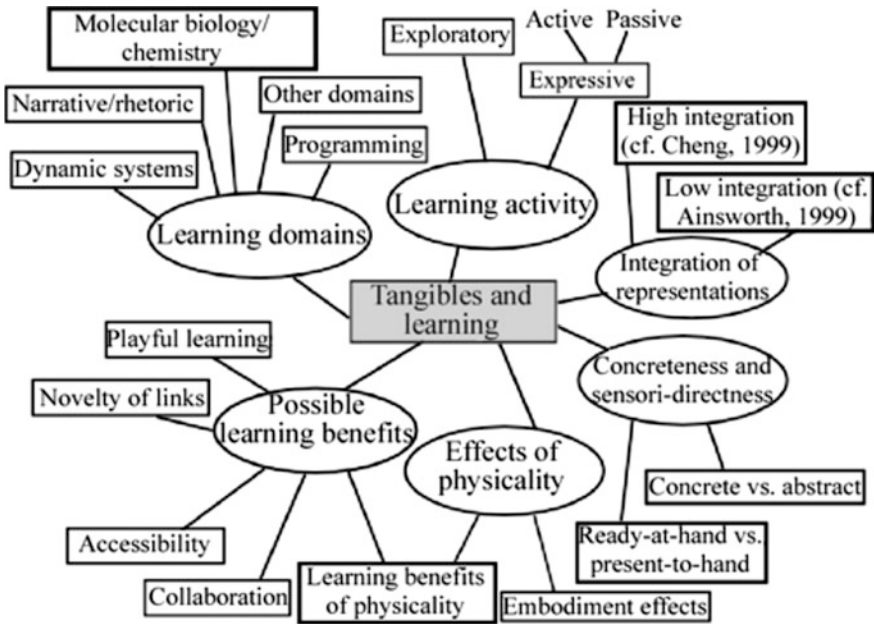 Molecular biology/
chemistry
Exploratory
Active
Passive
Expressive
Narrative/rhetoric
Other domains
Programming
Dynamic systems
Learning domains
Learning activity
High integration
(cf. Cheng, 1999)
Low integration (cf.
Ainsworth, 1999)
Integration of
representations
Tangibles and
learning
Concreteness and
sensori-directness
Playful learning
Novelty of links
Possible
learning benefits
Effects of
physicality
Concrete vs. abstract
Ready-at-hand vs.
present-to-hand
Accessibility
Collaboration
Learning benefits
of physicality
Embodiment effects